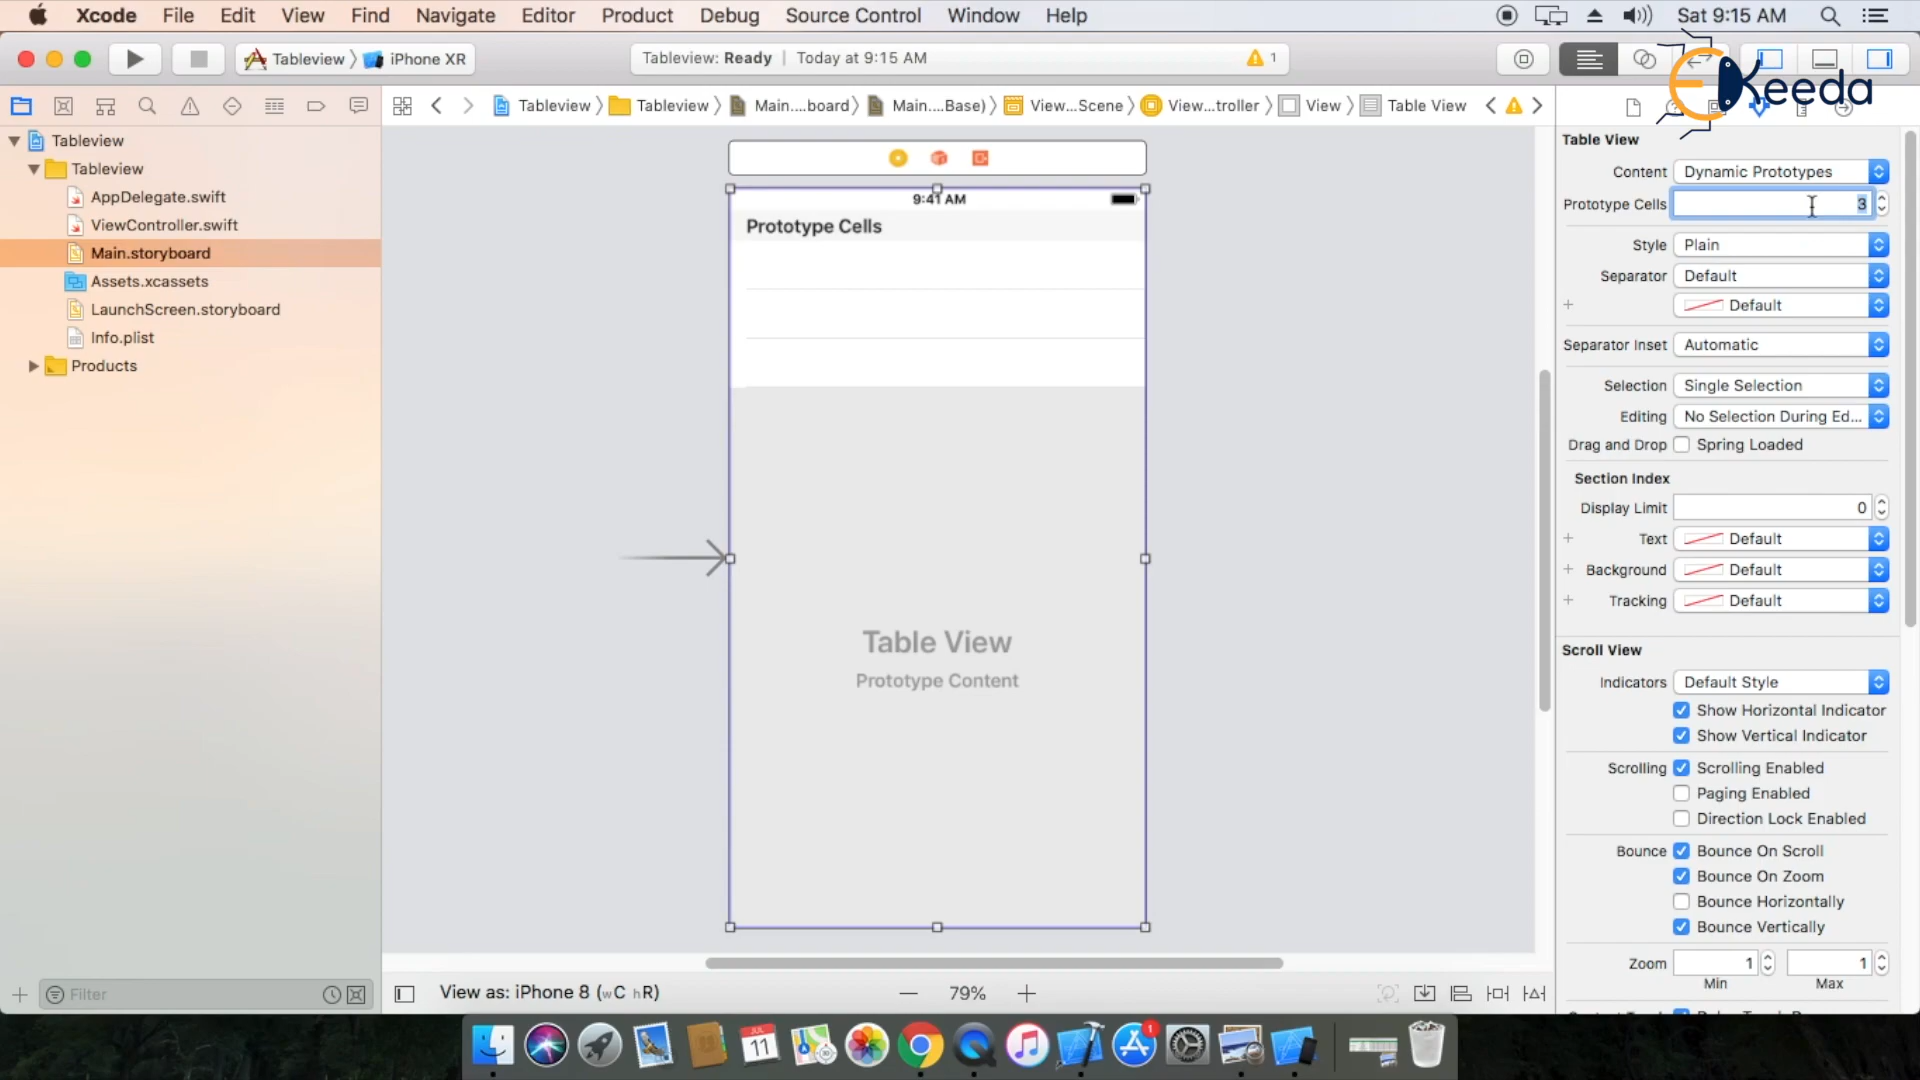 Xcode File Edit View Find Navigate Editor Product Debug Source Control Window Help Sat 9:15 AM
Tableview iPhone XR Tableview: Ready Today at 9:15 AM 1
Keeda
Tableview Tableview Main....board Main....Base) View...Scene View...troller View Table View
Tableview
Tableview
AppDelegate.swift
ViewController.swift
Main.storyboard
Assets.xcassets
LaunchScreen.storyboard
Info.plist
Products
Filter
9:41 AM
Prototype Cells
Table View
Prototype Content
View as: iPhone 8 (wC hR) 79%
Table View
Content Dynamic Prototypes
Prototype Cells 3
Style Plain
Separator Default
Default
Separator Inset Automatic
Selection Single Selection
Editing No Selection During Ed...
Drag and Drop Spring Loaded
Section Index
Display Limit 0
Text Default
Background Default
Tracking Default
Scroll View
Indicators Default Style
Show Horizontal Indicator
Show Vertical Indicator
Scrolling Scrolling Enabled
Paging Enabled
Direction Lock Enabled
Bounce Bounce On Scroll
Bounce On Zoom
Bounce Horizontally
Bounce Vertically
Zoom 1 1
Min Max
JUL
11
1